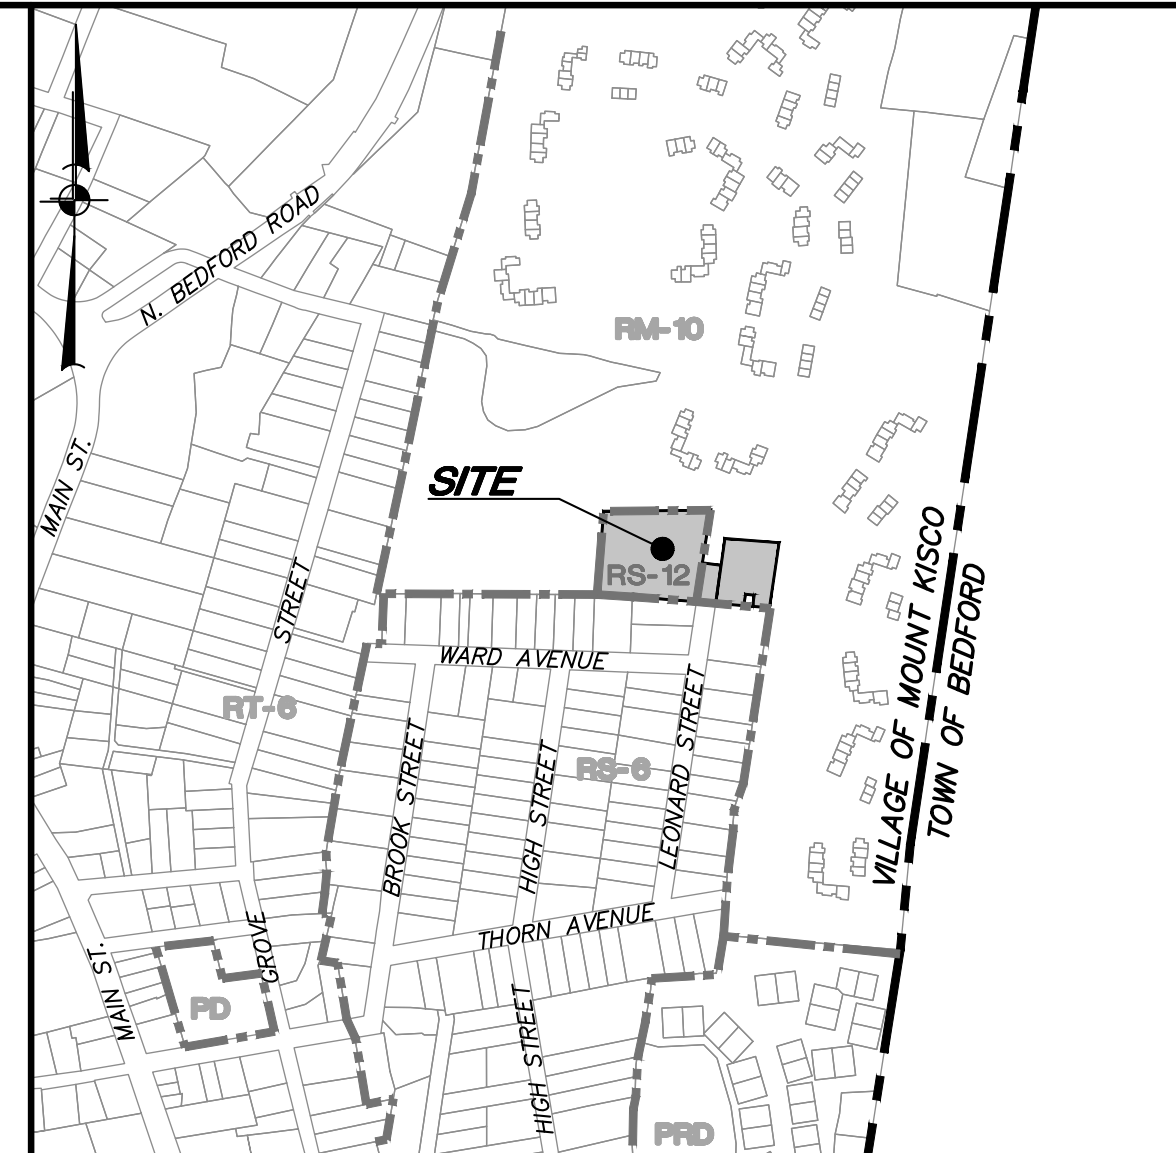 N. BEDFORD ROAD
RM-10
MAIN ST.
SITE
RS-12
VILLAGE OF MOUNT KISCO
TOWN OF BEDFORD
STREET
WARD AVENUE
RT-6
BROOK STREET
HIGH STREET
RS-6
LEONARD STREET
THORN AVENUE
GROVE
MAIN ST.
PD
HIGH STREET
PRD